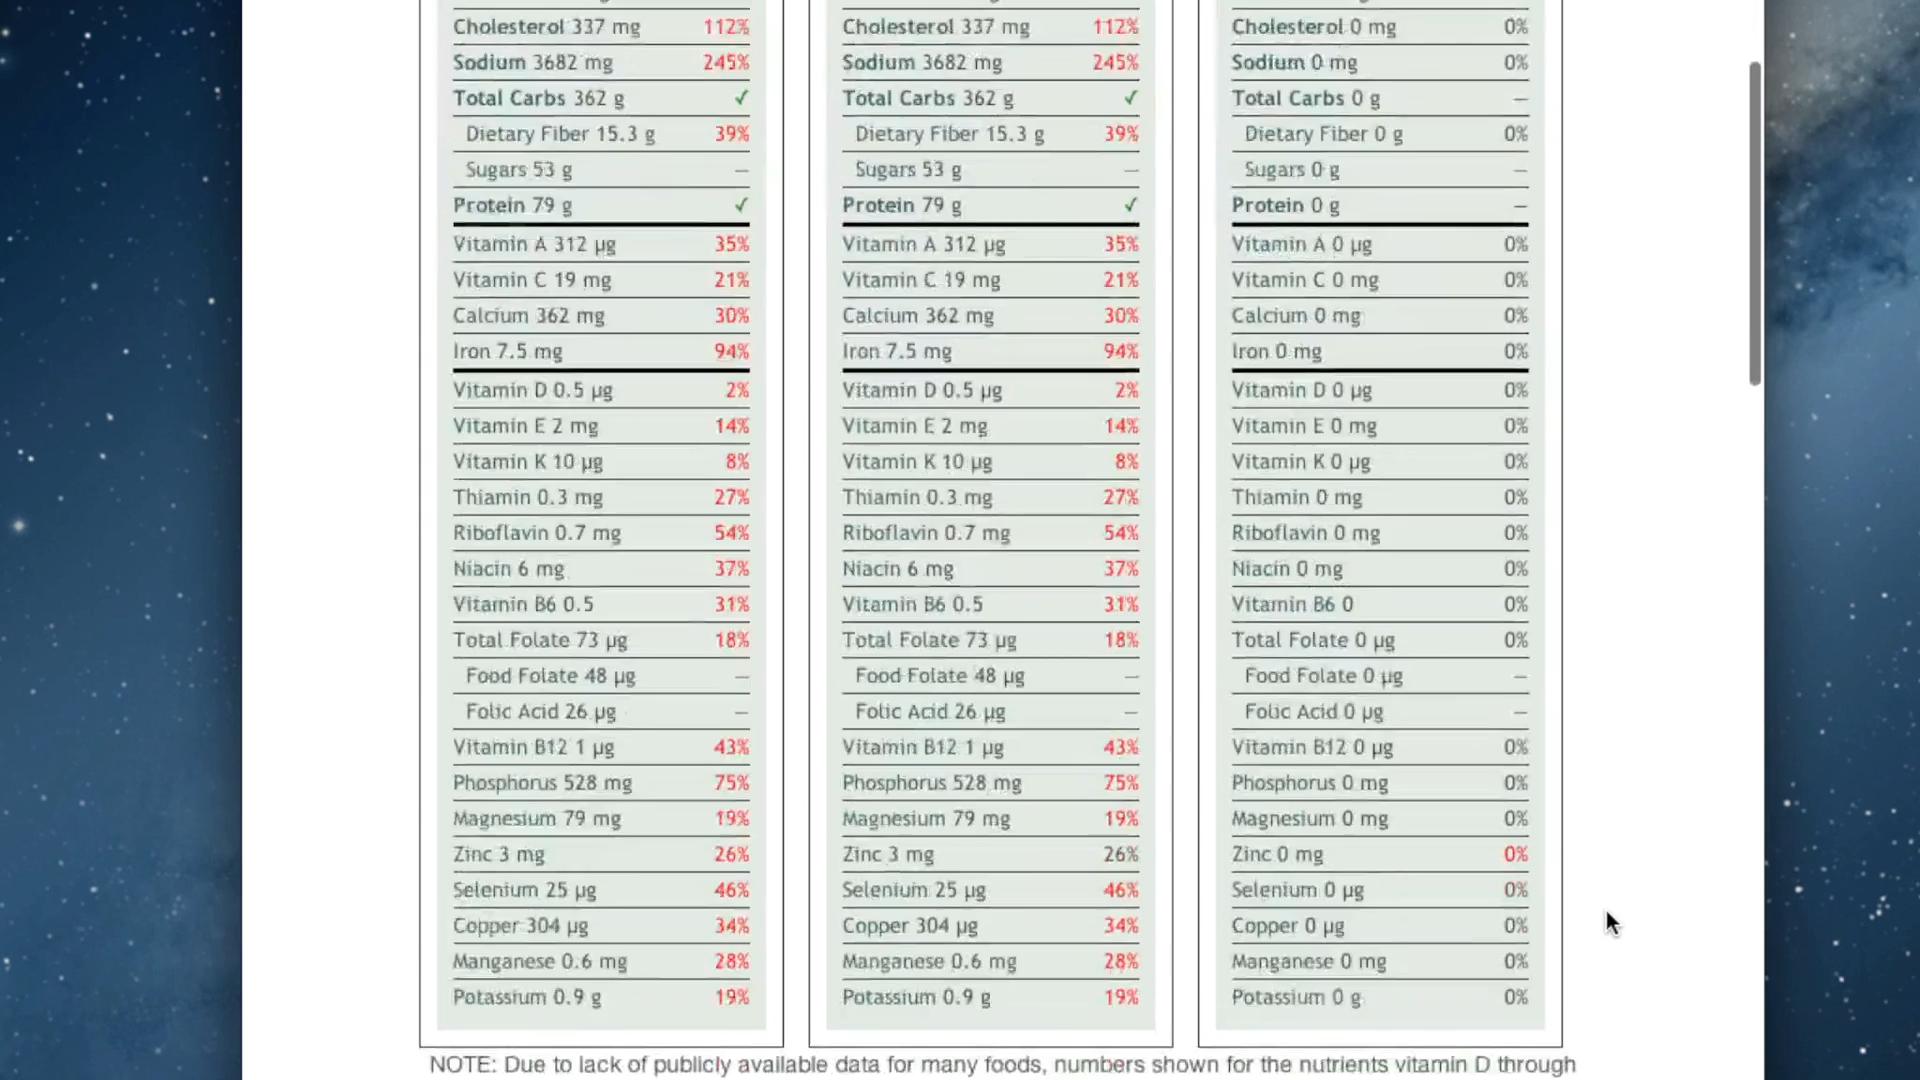 Cholesterol 337 mg 112%
Sodium 3682 mg 245%
Total Carbs 362 g ✓
Dietary Fiber 15.3 g 39%
Sugars 53 g —
Protein 79 g ✓
Vitamin A 312 µg 35%
Vitamin C 19 mg 21%
Calcium 362 mg 30%
Iron 7.5 mg 94%
Vitamin D 0.5 µg 2%
Vitamin E 2 mg 14%
Vitamin K 10 µg 8%
Thiamin 0.3 mg 27%
Riboflavin 0.7 mg 54%
Niacin 6 mg 37%
Vitamin B6 0.5 31%
Total Folate 73 µg 18%
Food Folate 48 µg —
Folic Acid 26 µg —
Vitamin B12 1 µg 43%
Phosphorus 528 mg 75%
Magnesium 79 mg 19%
Zinc 3 mg 26%
Selenium 25 µg 46%
Copper 304 µg 34%
Manganese 0.6 mg 28%
Potassium 0.9 g 19%
Cholesterol 337 mg 112%
Sodium 3682 mg 245%
Total Carbs 362 g ✓
Dietary Fiber 15.3 g 39%
Sugars 53 g —
Protein 79 g ✓
Vitamin A 312 µg 35%
Vitamin C 19 mg 21%
Calcium 362 mg 30%
Iron 7.5 mg 94%
Vitamin D 0.5 µg 2%
Vitamin E 2 mg 14%
Vitamin K 10 µg 8%
Thiamin 0.3 mg 27%
Riboflavin 0.7 mg 54%
Niacin 6 mg 37%
Vitamin B6 0.5 31%
Total Folate 73 µg 18%
Food Folate 48 µg —
Folic Acid 26 µg —
Vitamin B12 1 µg 43%
Phosphorus 528 mg 75%
Magnesium 79 mg 19%
Zinc 3 mg 26%
Selenium 25 µg 46%
Copper 304 µg 34%
Manganese 0.6 mg 28%
Potassium 0.9 g 19%
Cholesterol 0 mg 0%
Sodium 0 mg 0%
Total Carbs 0 g —
Dietary Fiber 0 g 0%
Sugars 0 g —
Protein 0 g —
Vitamin A 0 µg 0%
Vitamin C 0 mg 0%
Calcium 0 mg 0%
Iron 0 mg 0%
Vitamin D 0 µg 0%
Vitamin E 0 mg 0%
Vitamin K 0 µg 0%
Thiamin 0 mg 0%
Riboflavin 0 mg 0%
Niacin 0 mg 0%
Vitamin B6 0 0%
Total Folate 0 µg 0%
Food Folate 0 µg —
Folic Acid 0 µg —
Vitamin B12 0 µg 0%
Phosphorus 0 mg 0%
Magnesium 0 mg 0%
Zinc 0 mg 0%
Selenium 0 µg 0%
Copper 0 µg 0%
Manganese 0 mg 0%
Potassium 0 g 0%
NOTE: Due to lack of publicly available data for many foods, numbers shown for the nutrients vitamin D through